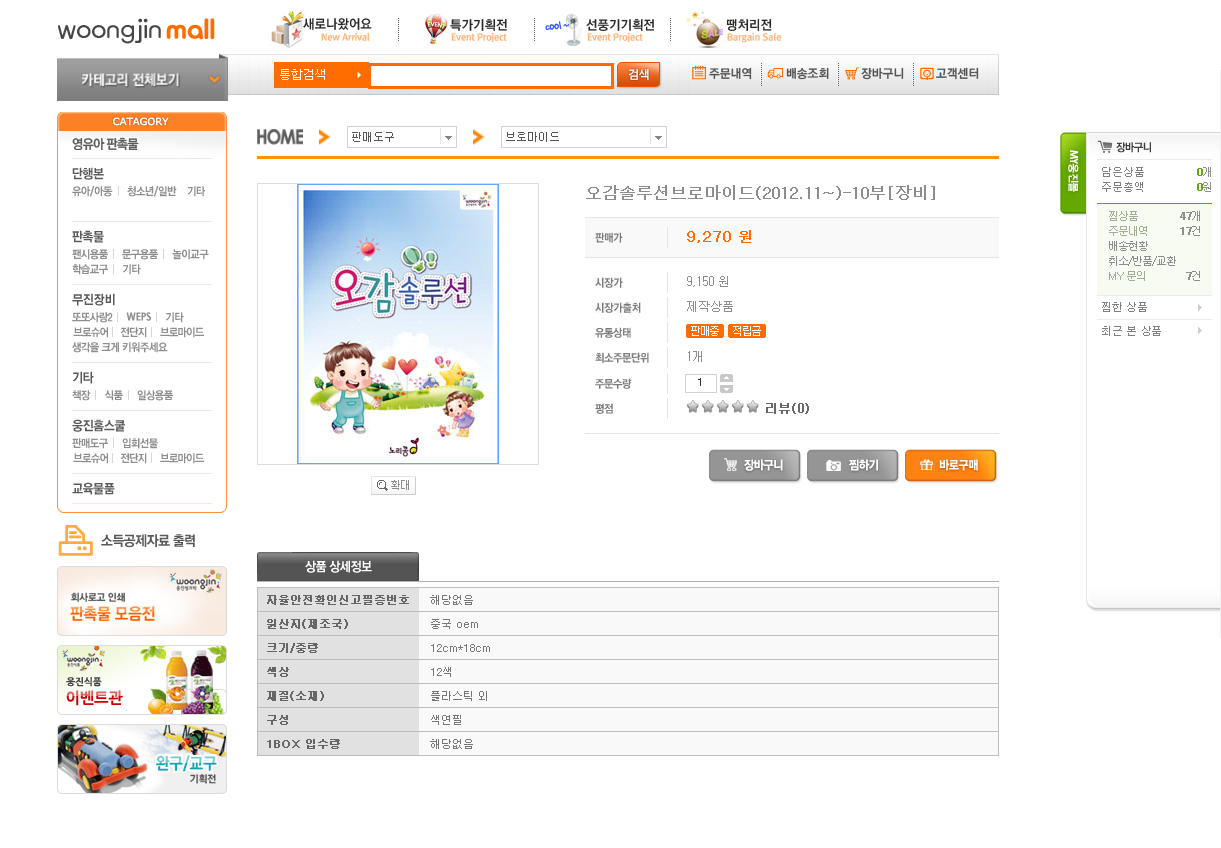 woongjin mall
새로나왔어요
New Arrival
EVENT
특가기획전
Event Project
cool~
선풍기기획전
Event Project
SALE
땡처리전
Bargain Sale
카테고리 전체보기
통합검색
검색
주문내역
배송조회
장바구니
고객센터
CATAGORY
영유아 판촉물
단행본
유아/아동 청소년/일반 기타
판촉물
팬시용품 문구용품 놀이교구
학습교구 기타
무진장비
또또사랑2 WEPS 기타
브로슈어 전단지 브로마이드
생각을 크게 키워주세요
기타
책장 식품 일상용품
웅진홈스쿨
판매도구 입회선물
브로슈어 전단지 브로마이드
교육물품
소득공제자료 출력
woongjin
회사로고 인쇄
판촉물 모음전
woongjin
웅진식품
웅진식품
이벤트관
완구/교구
기획전
HOME
판매도구
브로마이드
woongjin
오감솔루션
노리콩
확대
오감솔루션브로마이드(2012.11~)-10부[장비]
판매가 9,270 원
시장가 9,150 원
시장가출처 제작상품
유통상태 판매중 적립금
최소주문단위 1개
주문수량 1
평점 리뷰(0)
장바구니
찜하기
바로구매
상품 상세정보
자율안전확인신고필증번호 해당없음
원산지(제조국) 중국 oem
크기/중량 12cm*18cm
색상 12색
재질(소재) 플라스틱 외
구성 색연필
1BOX 입수량 해당없음
MY웅진몰
장바구니
담은상품 0개
주문총액 0원
찜상품 47개
주문내역 17건
배송현황
취소/반품/교환
MY 문의 7건
찜한 상품
최근 본 상품